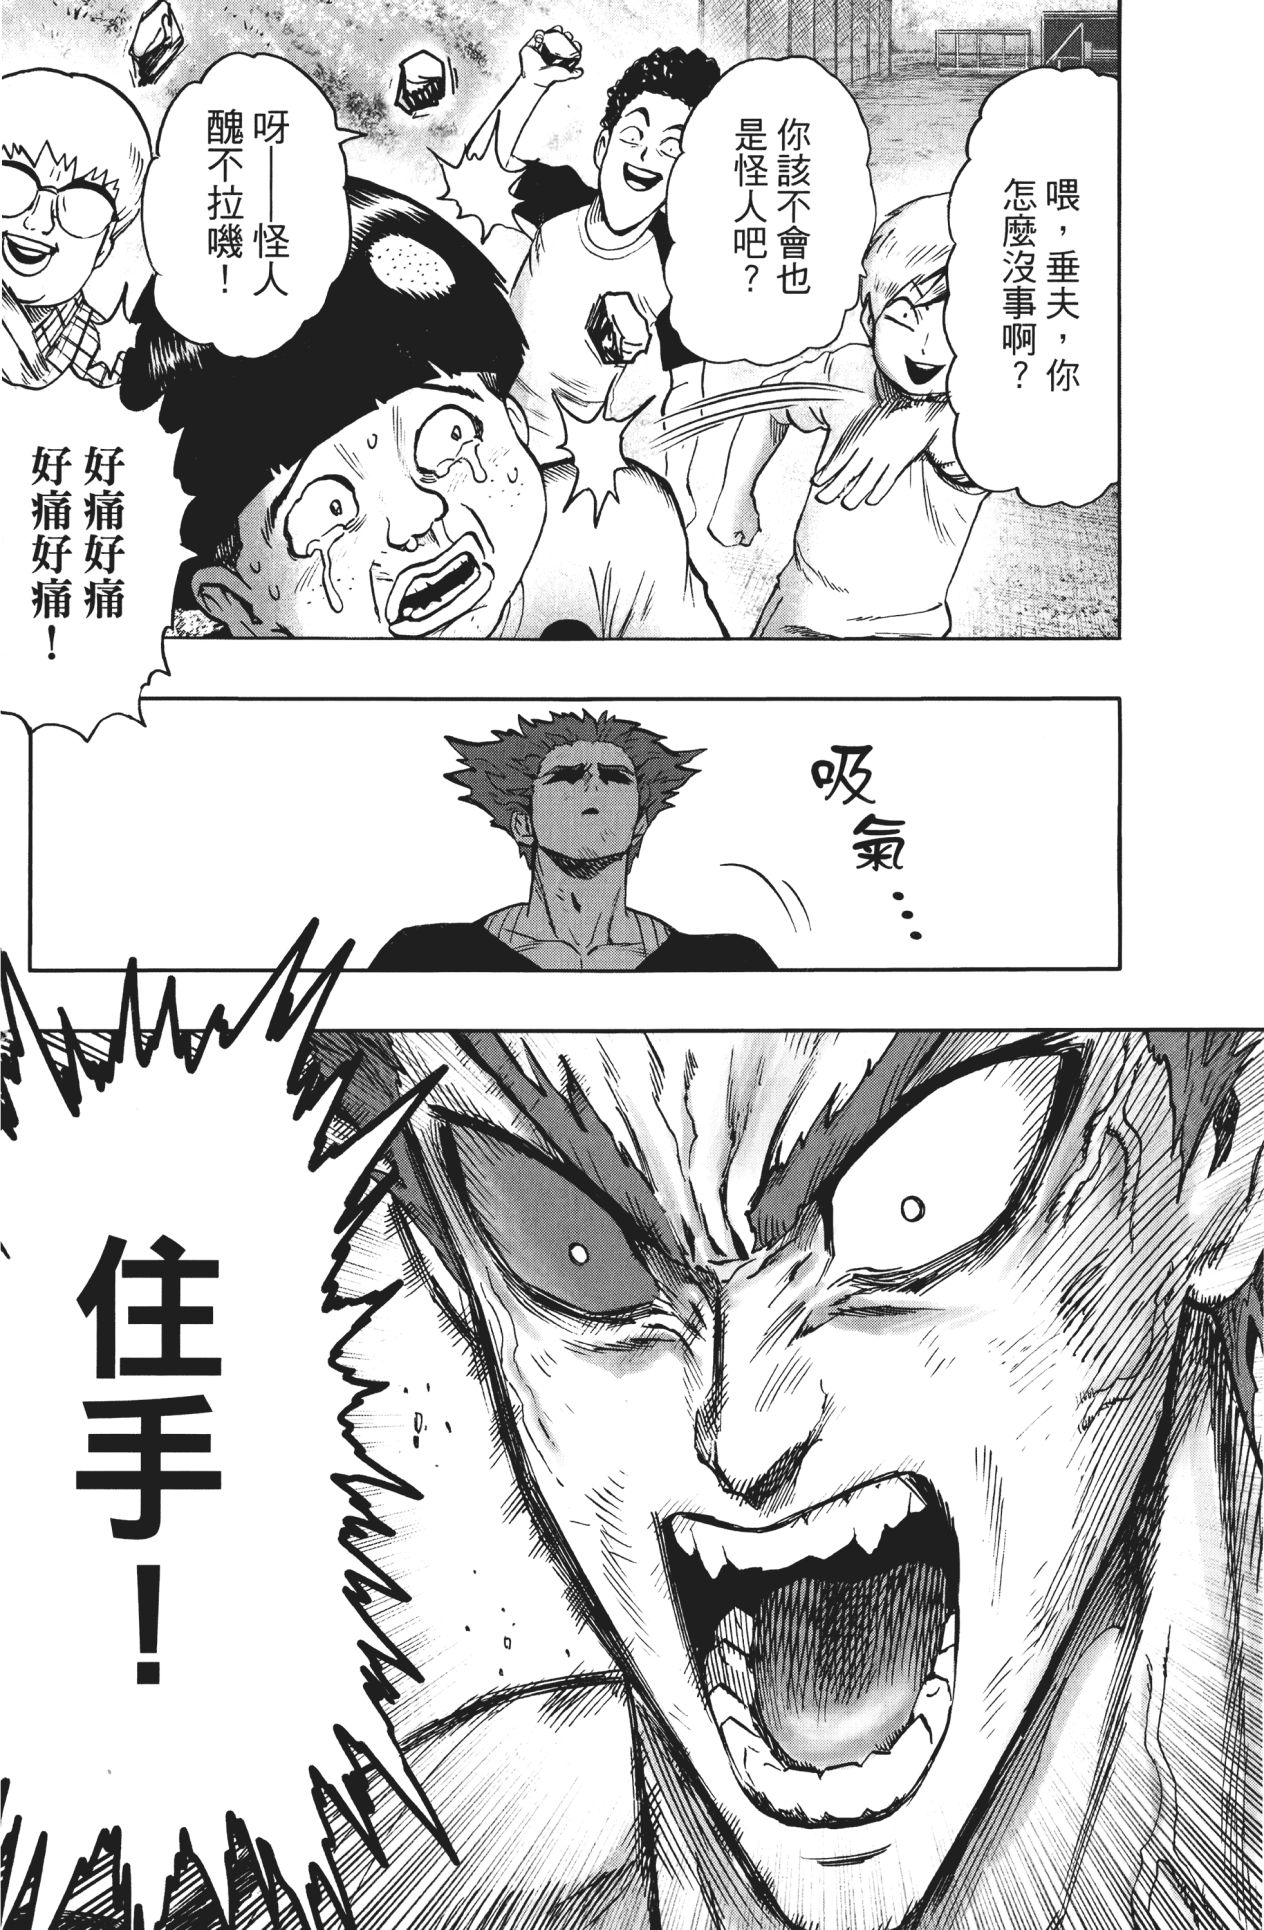 喂，垂夫，你
怎麼沒事啊？
你該不會也
是怪人吧？
呀——怪人
醜不拉嘰！
好痛好痛
好痛好痛！
吸氣…
住手！